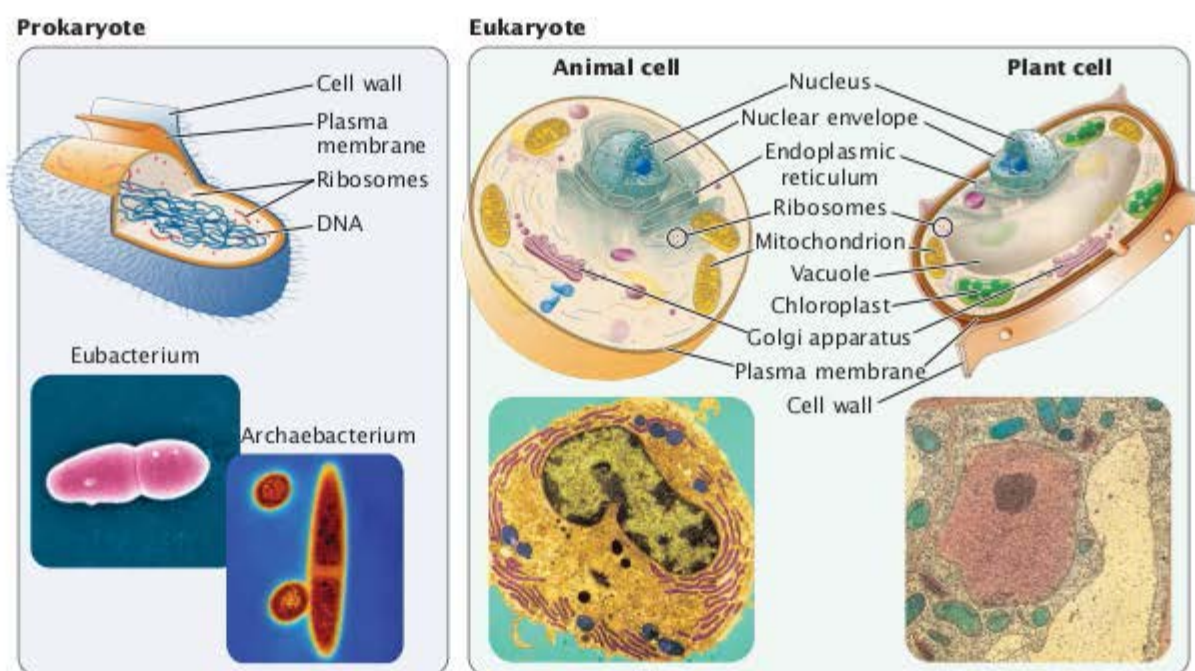 Prokaryote
Cell wall
Plasma
membrane
Ribosomes
DNA
Eubacterium
Archaebacterium
Eukaryote
Animal cell
Plant cell
Nucleus
Nuclear envelope
Endoplasmic
reticulum
Ribosomes
Mitochondrion
Vacuole
Chloroplast
Golgi apparatus
Plasma membrane
Cell wall